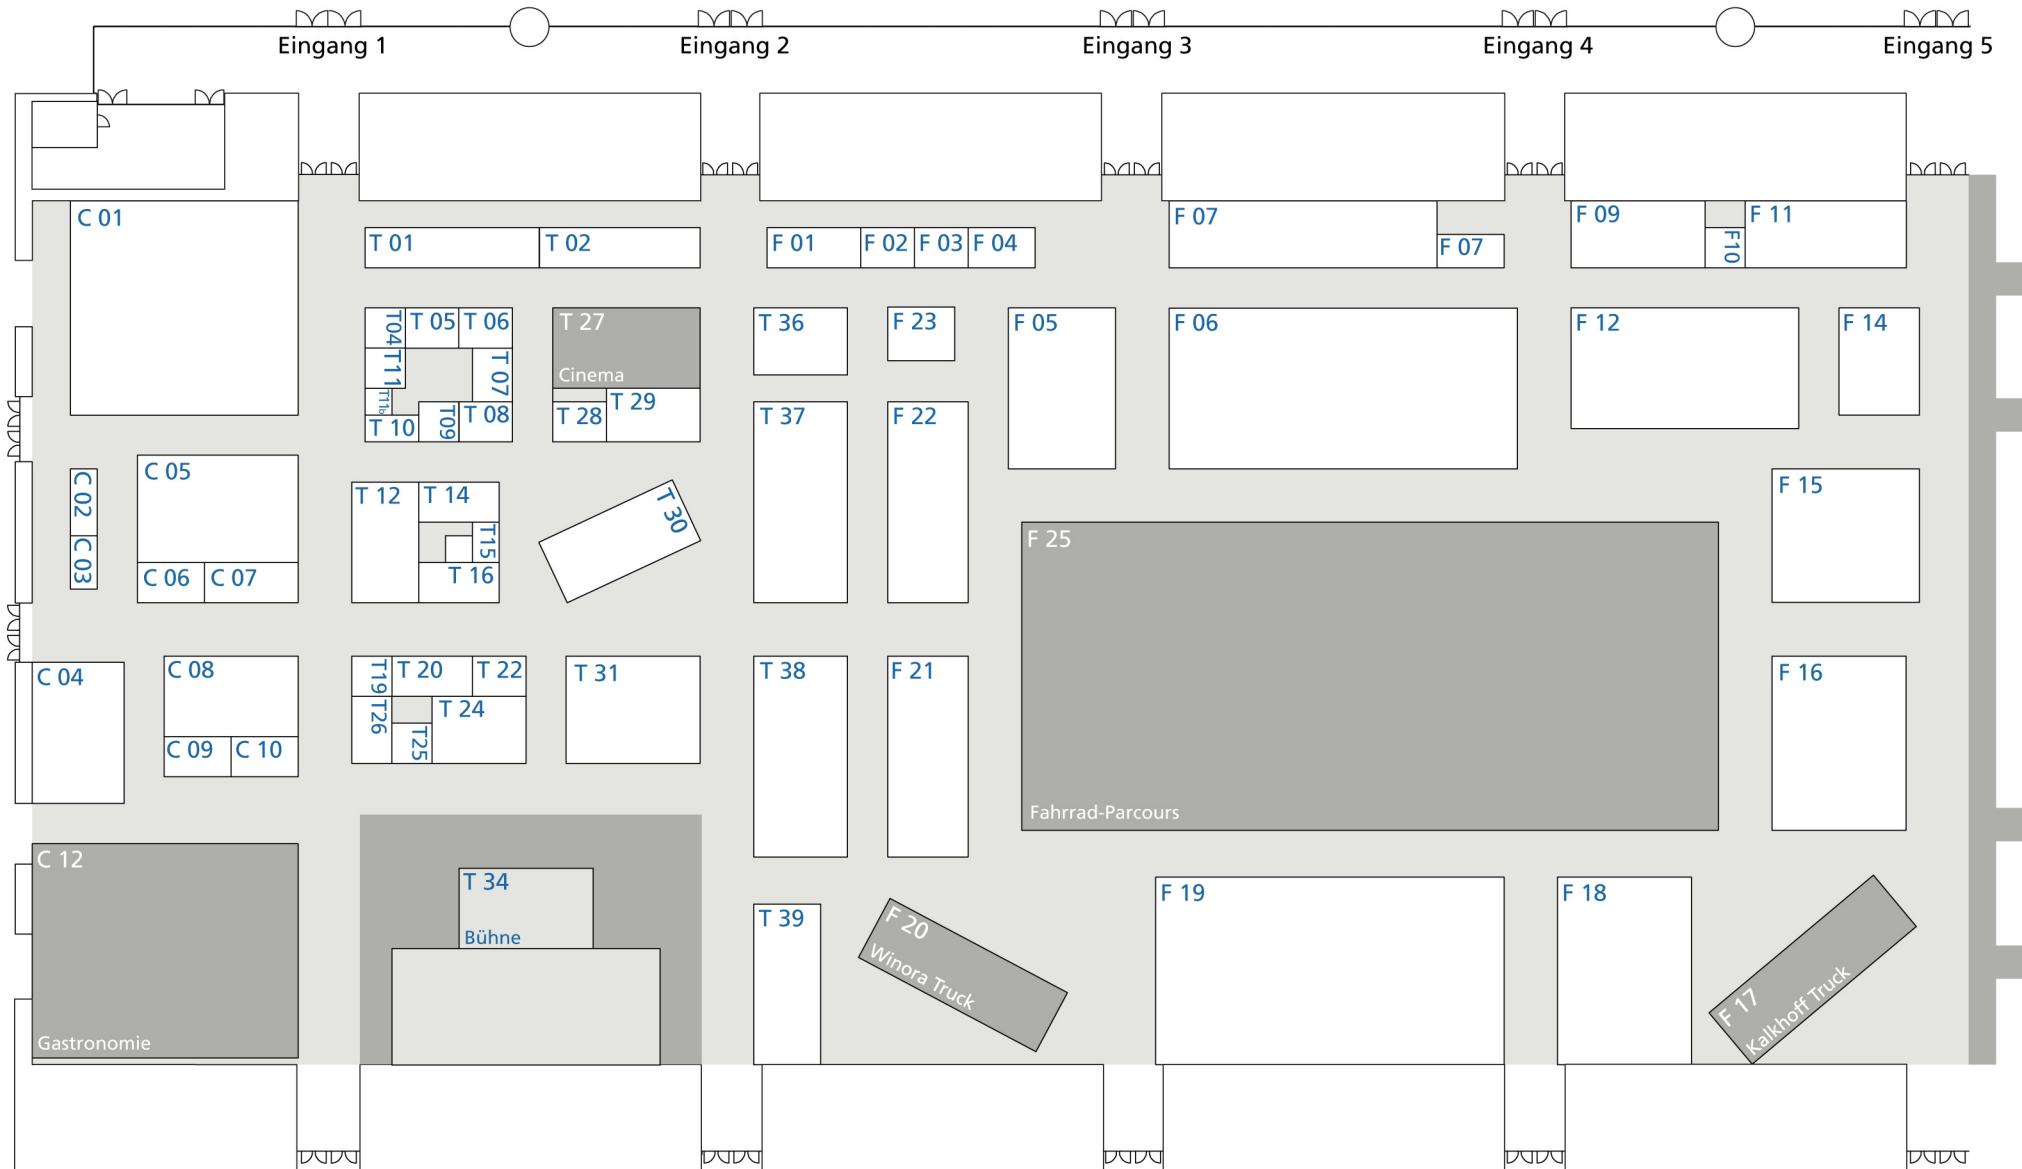 Eingang 1
Eingang 2
Eingang 3
Eingang 4
Eingang 5
C 01
T 01
T 02
F 01
F 02
F 03
F 04
F 07
F 07
F 09
F10
F 11
T04
T 05
T 06
T11
T 07
T11b
T 10
T09
T 08
T 27
Cinema
T 28
T 29
T 36
F 23
F 05
F 06
F 12
F 14
T 37
F 22
C 02
C 03
C 05
C 06
C 07
T 12
T 14
T15
T 16
T 30
F 15
F 25
Fahrrad-Parcours
C 04
C 08
C 09
C 10
T19
T 20
T 22
T26
T25
T 24
T 31
T 38
F 21
F 16
C 12
Gastronomie
T 34
Bühne
T 39
F 20
Winora Truck
F 19
F 18
F 17
Kalkhoff Truck